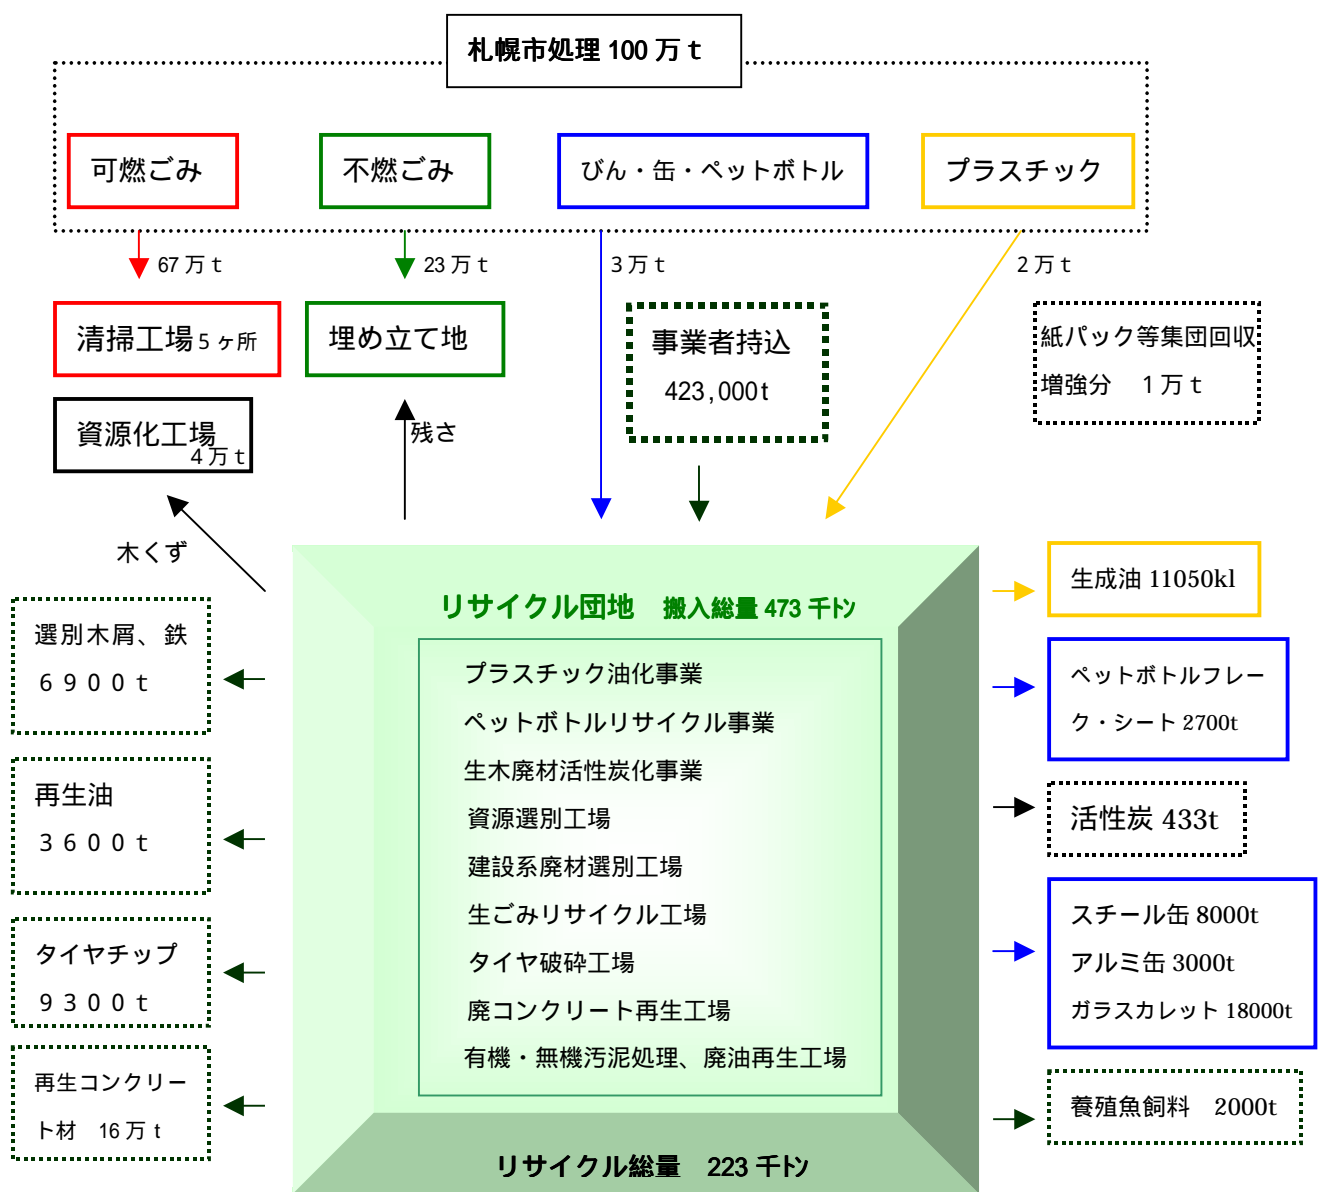 札幌市処理 100 万 t
可燃ごみ
不燃ごみ
びん・缶・ペットボトル
プラスチック
67 万 t
23 万 t
3 万 t
2 万 t
清掃工場 5 ヶ所
埋め立て地
事業者持込
423,000t
紙パック等集団回収
増強分 1 万 t
資源化工場
4 万 t
残さ
木くず
リサイクル団地 搬入総量 473 千トン
プラスチック油化事業
ペットボトルリサイクル事業
生木廃材活性炭化事業
資源選別工場
建設系廃材選別工場
生ごみリサイクル工場
タイヤ破砕工場
廃コンクリート再生工場
有機・無機汚泥処理、廃油再生工場
リサイクル総量 223 千トン
選別木屑、鉄
6900t
再生油
3600t
タイヤチップ
9300t
再生コンクリー
ト材 16 万 t
生成油 11050kl
ペットボトルフレー
ク・シート 2700t
活性炭 433t
スチール缶 8000t
アルミ缶 3000t
ガラスカレット 18000t
養殖魚飼料 2000t